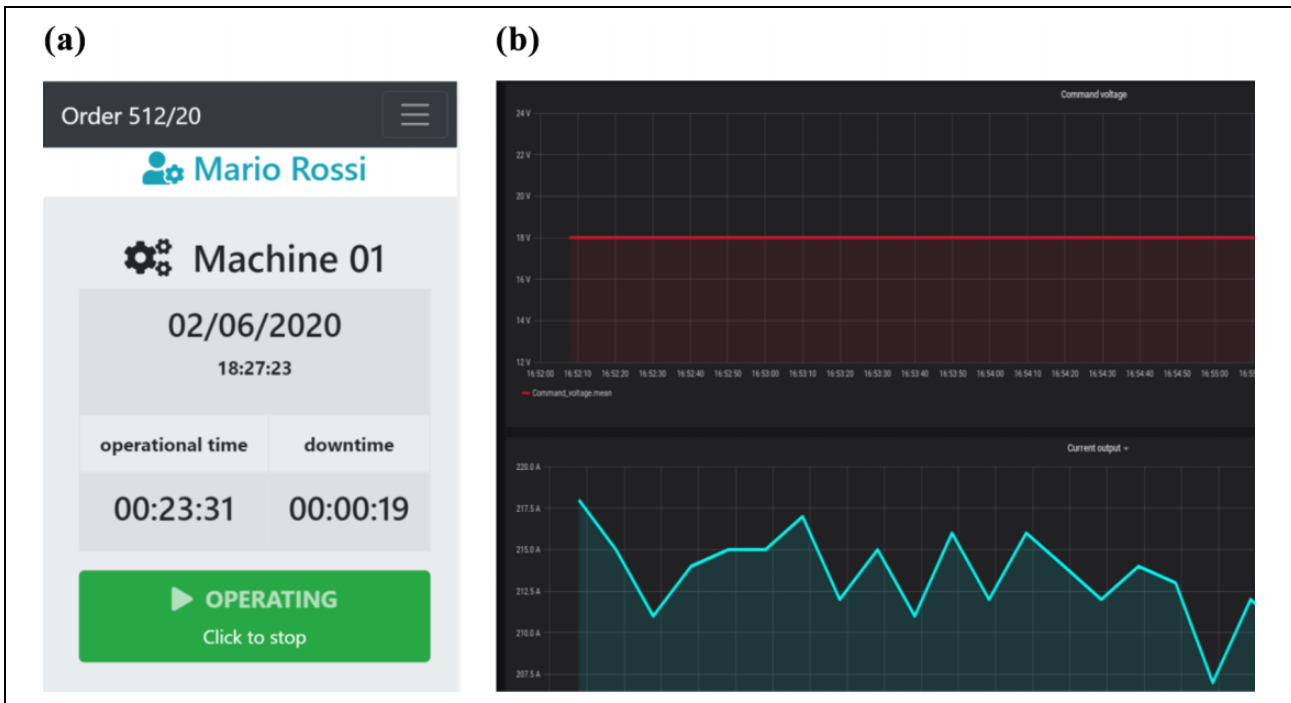 (a)
Order 512/20
Mario Rossi
Machine 01
02/06/2020
18:27:23
operational time downtime
00:23:31 00:00:19
OPERATING
Click to stop
(b)
Command voltage
24 V
22 V
20 V
18 V
16 V
14 V
12 V
16:52:00 16:52:10 16:52:20 16:52:30 16:52:40 16:52:50 16:53:00 16:53:10 16:53:20 16:53:30 16:53:40 16:53:50 16:54:00 16:54:10 16:54:20 16:54:30 16:54:40 16:54:50 16:55:00 16:55
Command_voltage.mean
Current output
220.0 A
217.5 A
215.0 A
212.5 A
210.0 A
207.5 A